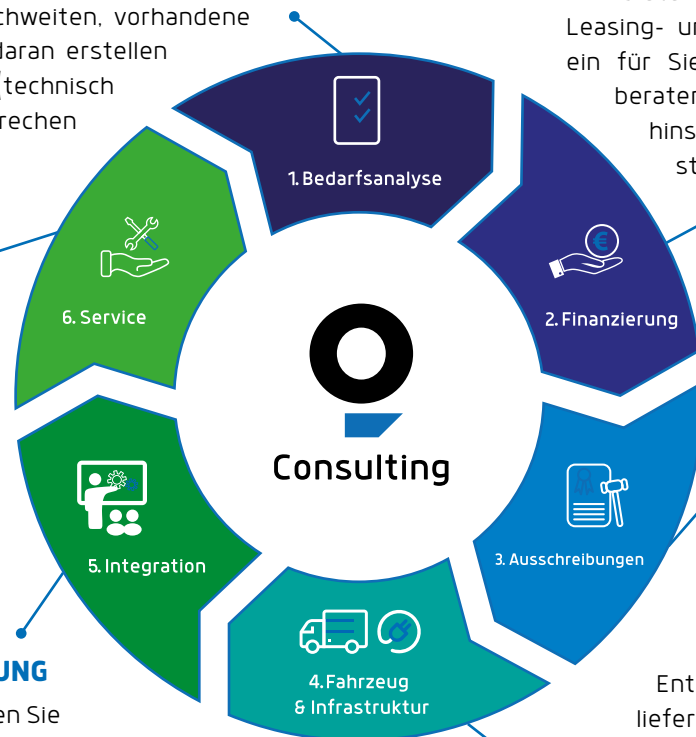 chweiten, vorhandene
daran erstellen
technisch
rechen
Leasing- un
ein für Sie
berater
hins
st
1. Bedarfsanalyse
2. Finanzierung
3. Ausschreibungen
4. Fahrzeug
& Infrastruktur
5. Integration
6. Service
Consulting
UNG
en Sie
Ent
liefer